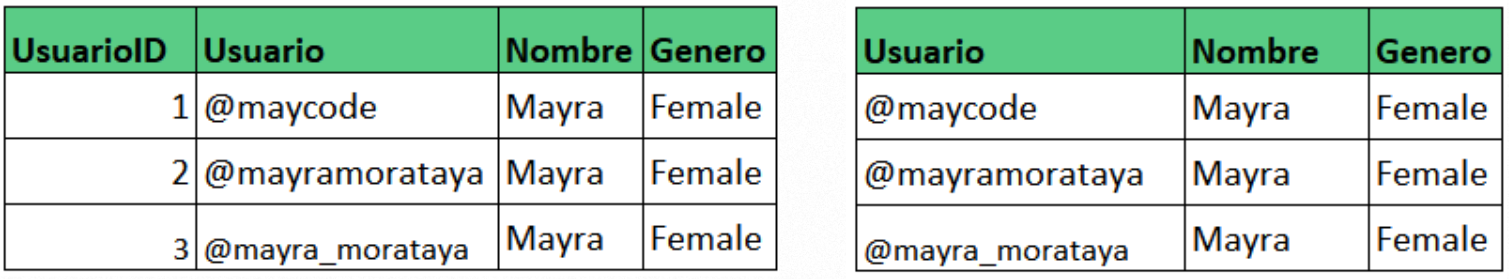 UsuarioID Usuario Nombre Genero
1 @maycode Mayra Female
2 @mayramorataya Mayra Female
3 @mayra_morataya Mayra Female
Usuario Nombre Genero
@maycode Mayra Female
@mayramorataya Mayra Female
@mayra_morataya Mayra Female